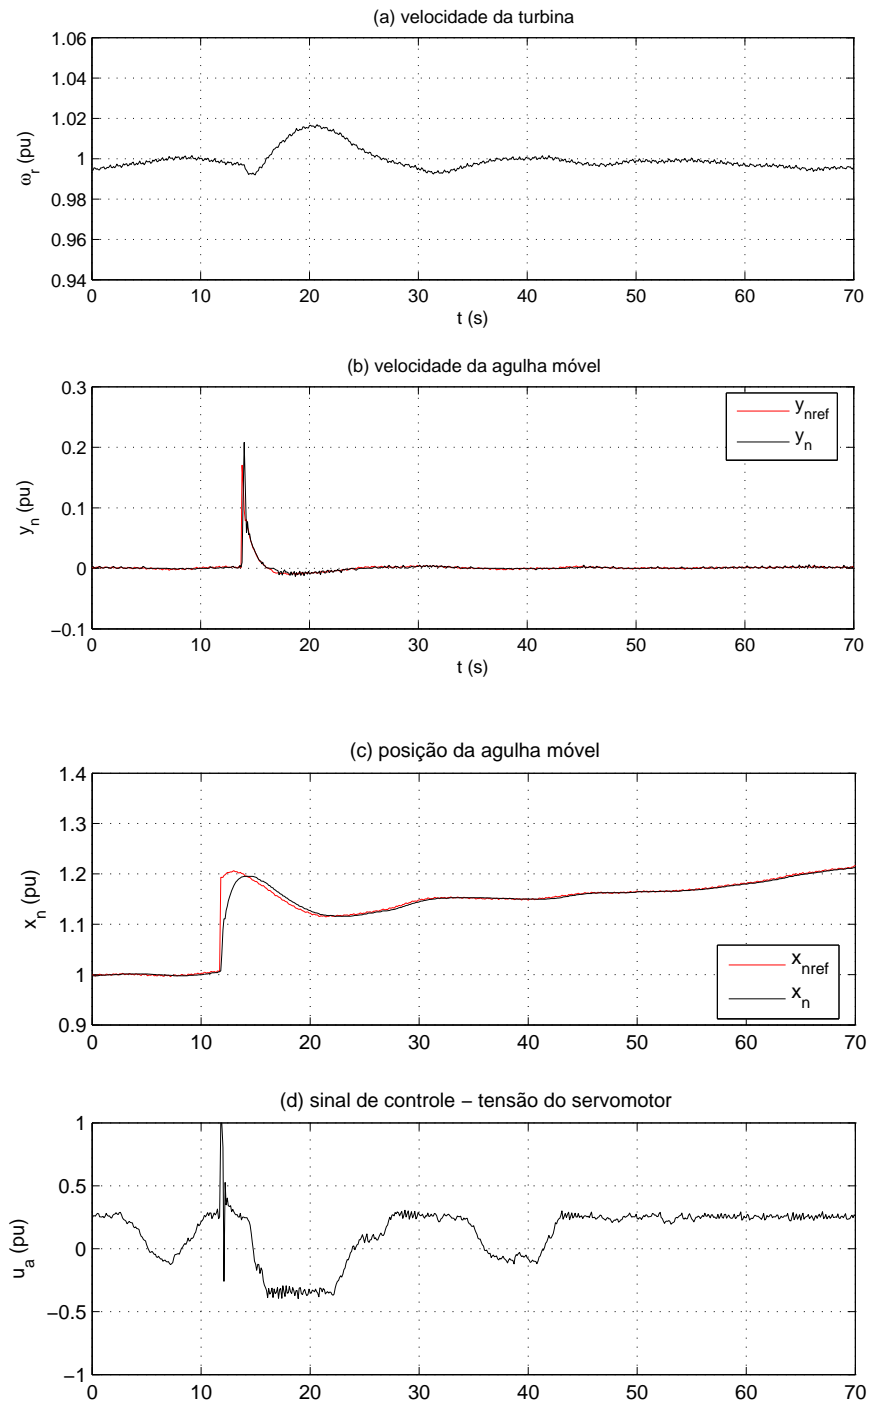 (a) velocidade da turbina
1.06
1.04
1.02
1
0.98
0.96
0.94
ω_r (pu)
0 10 20 30 40 50 60 70
t (s)
(b) velocidade da agulha móvel
0.3
0.2
0.1
0
−0.1
y_n (pu)
y_nref
y_n
0 10 20 30 40 50 60 70
t (s)
(c) posição da agulha móvel
1.4
1.3
1.2
1.1
1
0.9
x_n (pu)
x_nref
x_n
0 10 20 30 40 50 60 70
(d) sinal de controle − tensão do servomotor
1
0.5
0
−0.5
−1
u_a (pu)
0 10 20 30 40 50 60 70